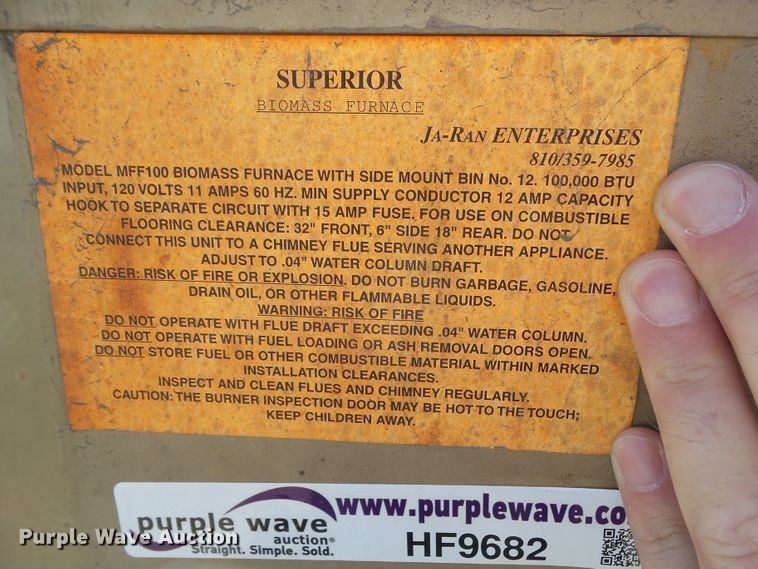 SUPERIOR
BIOMASS FURNACE
JA-RAN ENTERPRISES
810/359-7985
MODEL MFF100 BIOMASS FURNACE WITH SIDE MOUNT BIN No. 12. 100,000 BTU
INPUT, 120 VOLTS 11 AMPS 60 HZ. MIN SUPPLY CONDUCTOR 12 AMP CAPACITY
HOOK TO SEPARATE CIRCUIT WITH 15 AMP FUSE. FOR USE ON COMBUSTIBLE
FLOORING CLEARANCE: 32" FRONT, 6" SIDE 18" REAR. DO NOT
CONNECT THIS UNIT TO A CHIMNEY FLUE SERVING ANOTHER APPLIANCE.
ADJUST TO .04" WATER COLUMN DRAFT.
DANGER: RISK OF FIRE OR EXPLOSION. DO NOT BURN GARBAGE, GASOLINE,
DRAIN OIL, OR OTHER FLAMMABLE LIQUIDS.
WARNING: RISK OF FIRE
DO NOT OPERATE WITH FLUE DRAFT EXCEEDING .04" WATER COLUMN.
DO NOT OPERATE WITH FUEL LOADING OR ASH REMOVAL DOORS OPEN.
DO NOT STORE FUEL OR OTHER COMBUSTIBLE MATERIAL WITHIN MARKED
INSTALLATION CLEARANCES.
INSPECT AND CLEAN FLUES AND CHIMNEY REGULARLY.
CAUTION: THE BURNER INSPECTION DOOR MAY BE HOT TO THE TOUCH;
KEEP CHILDREN AWAY.
purple wave
auction®
Straight. Simple. Sold.
www.purplewave.co
HF9682
Purple Wave Auction
Purple Wave Auction